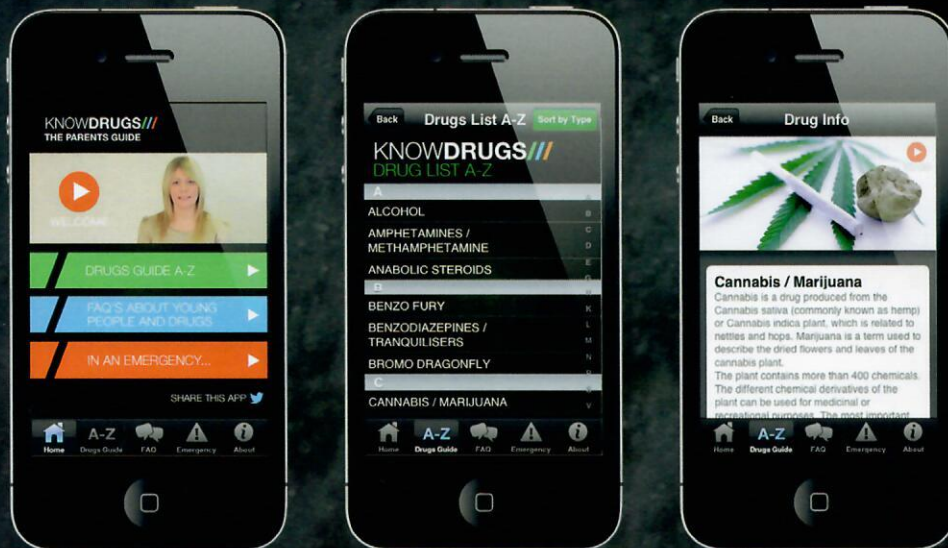 KNOWDRUGS///
THE PARENTS GUIDE
WELCOME
DRUGS GUIDE A-Z
FAQ'S ABOUT YOUNG
PEOPLE AND DRUGS
IN AN EMERGENCY...
SHARE THIS APP
Home
A-Z
Drugs Guide
FAQ
Emergency
About
Back
Drugs List A-Z
Sort by Type
KNOWDRUGS///
DRUG LIST A-Z
A
ALCOHOL
AMPHETAMINES /
METHAMPHETAMINE
ANABOLIC STEROIDS
B
BENZO FURY
BENZODIAZEPINES /
TRANQUILISERS
BROMO DRAGONFLY
C
CANNABIS / MARIJUANA
B
C
D
E
K
L
M
N
Home
A-Z
Drugs Guide
FAQ
Emergency
About
Back
Drug Info
Cannabis / Marijuana
Cannabis is a drug produced from the
Cannabis sativa (commonly known as hemp)
or Cannabis indica plant, which is related to
nettles and hops. Marijuana is a term used to
describe the dried flowers and leaves of the
cannabis plant.
The plant contains more than 400 chemicals.
The different chemical derivatives of the
plant can be used for medicinal or
recreational purposes. The most important
Home
A-Z
Drugs Guide
FAQ
Emergency
About